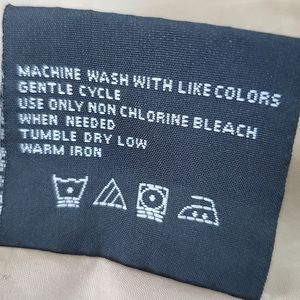 MACHINE WASH WITH LIKE COLORS
GENTLE CYCLE
USE ONLY NON CHLORINE BLEACH
WHEN NEEDED
TUMBLE DRY LOW
WARM IRON